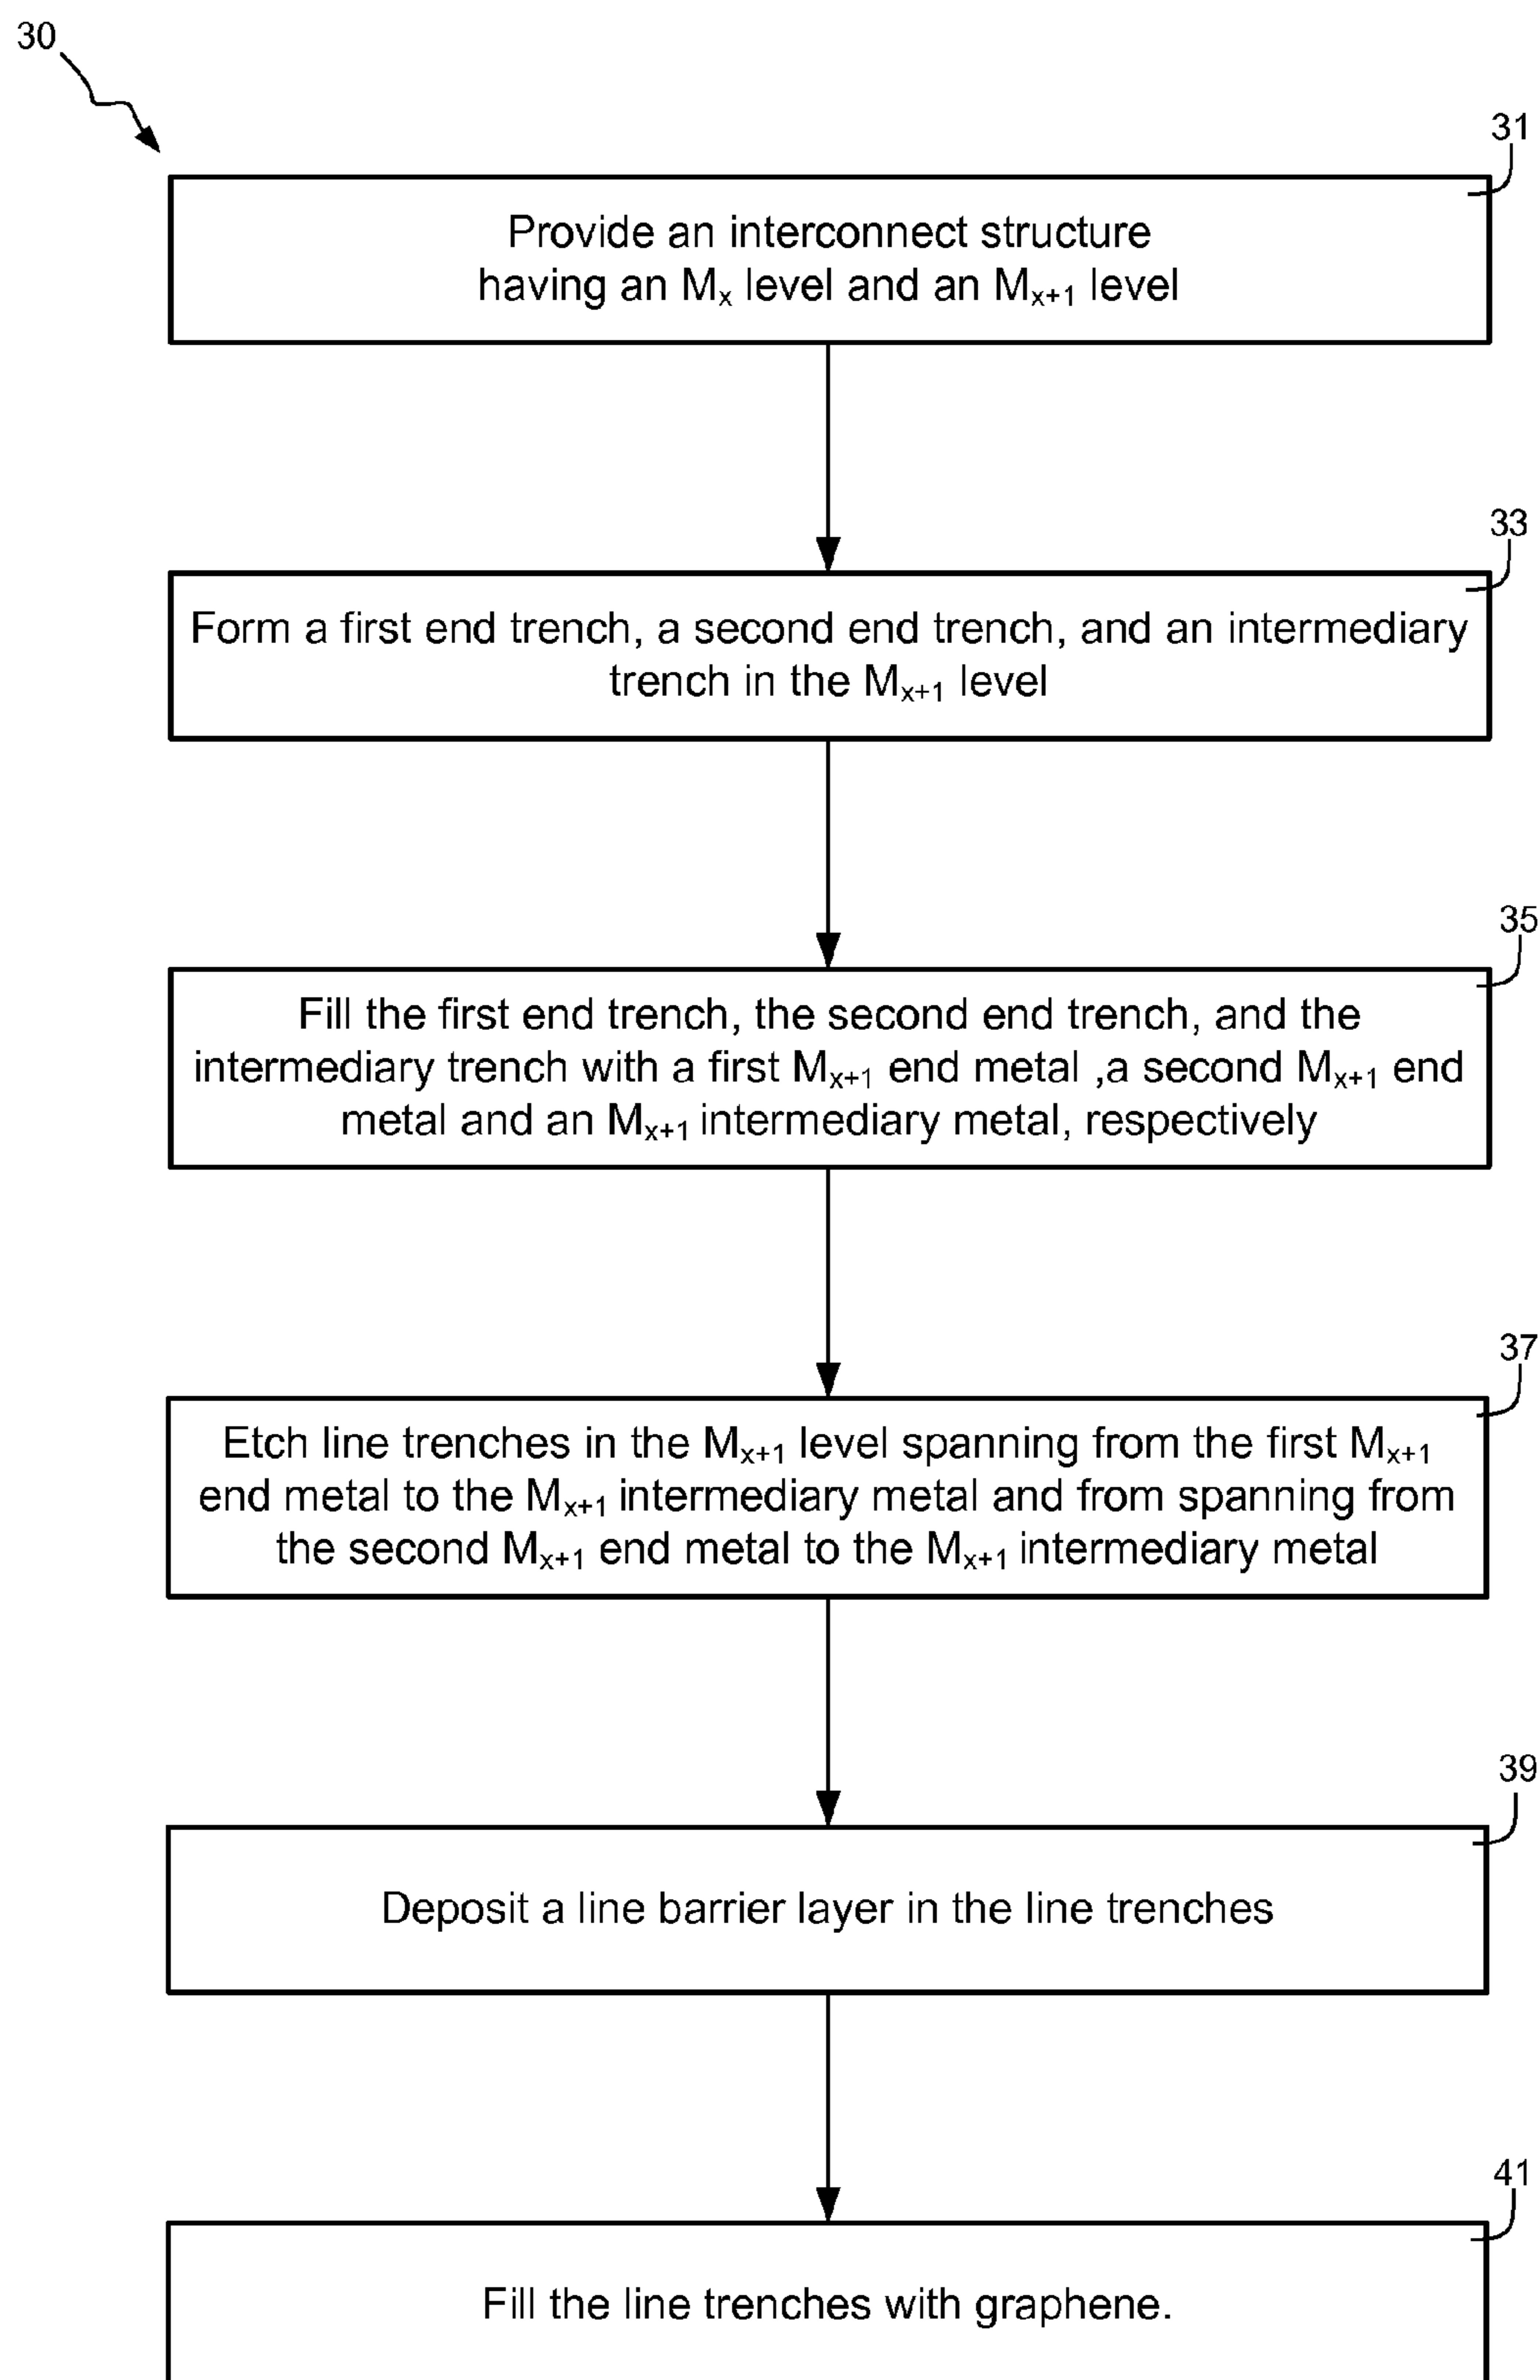 30
31
Provide an interconnect structure
having an Mx level and an Mx+1 level
33
Form a first end trench, a second end trench, and an intermediary
trench in the Mx+1 level
35
Fill the first end trench, the second end trench, and the
intermediary trench with a first Mx+1 end metal ,a second Mx+1 end
metal and an Mx+1 intermediary metal, respectively
37
Etch line trenches in the Mx+1 level spanning from the first Mx+1
end metal to the Mx+1 intermediary metal and from spanning from
the second Mx+1 end metal to the Mx+1 intermediary metal
39
Deposit a line barrier layer in the line trenches
41
Fill the line trenches with graphene.